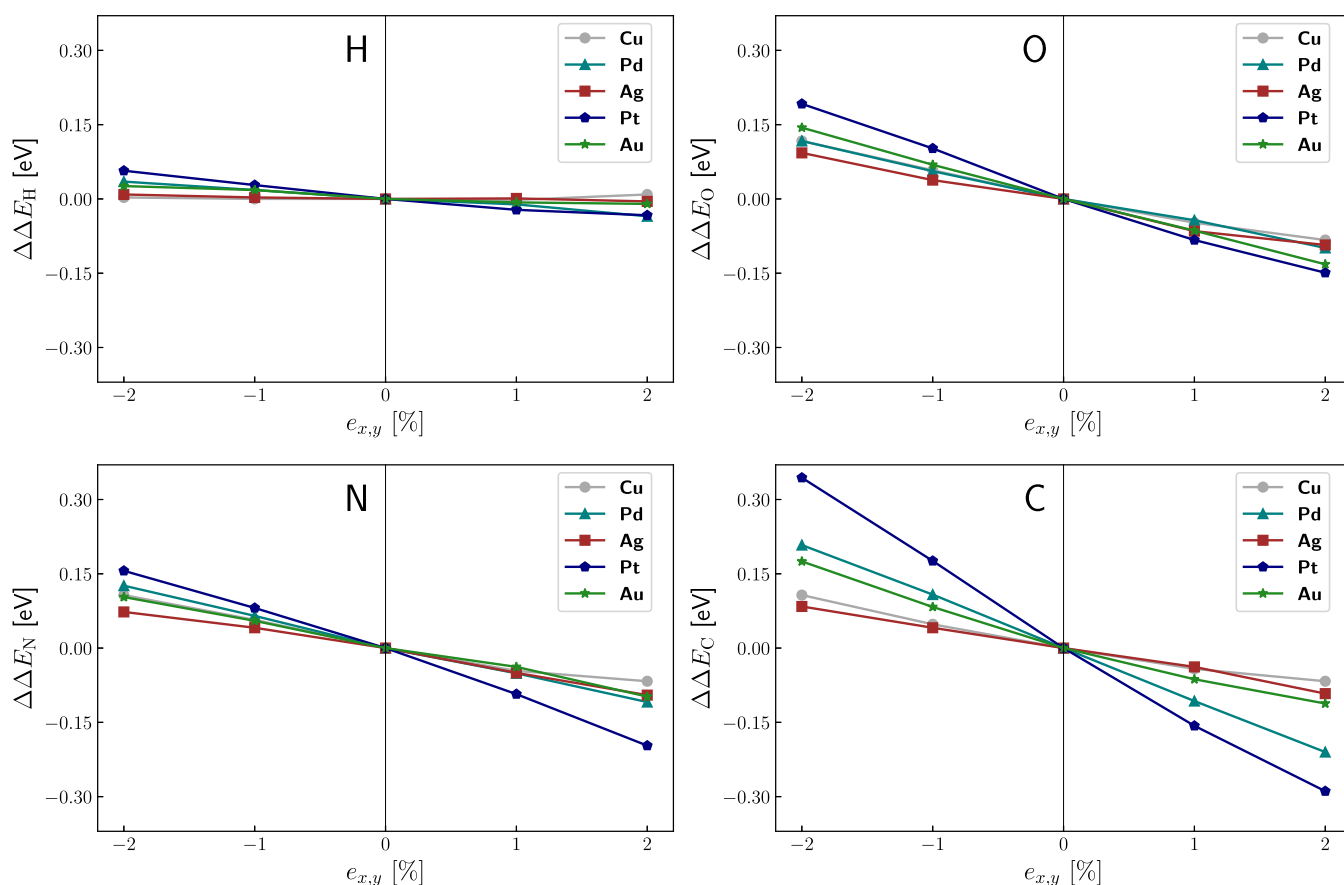 H
Cu
Pd
Ag
Pt
Au
0.30
0.15
0.00
−0.15
−0.30
ΔΔE_H [eV]
−2 −1 0 1 2
e_{x,y} [%]
O
Cu
Pd
Ag
Pt
Au
0.30
0.15
0.00
−0.15
−0.30
ΔΔE_O [eV]
−2 −1 0 1 2
e_{x,y} [%]
N
Cu
Pd
Ag
Pt
Au
0.30
0.15
0.00
−0.15
−0.30
ΔΔE_N [eV]
−2 −1 0 1 2
e_{x,y} [%]
C
Cu
Pd
Ag
Pt
Au
0.30
0.15
0.00
−0.15
−0.30
ΔΔE_C [eV]
−2 −1 0 1 2
e_{x,y} [%]